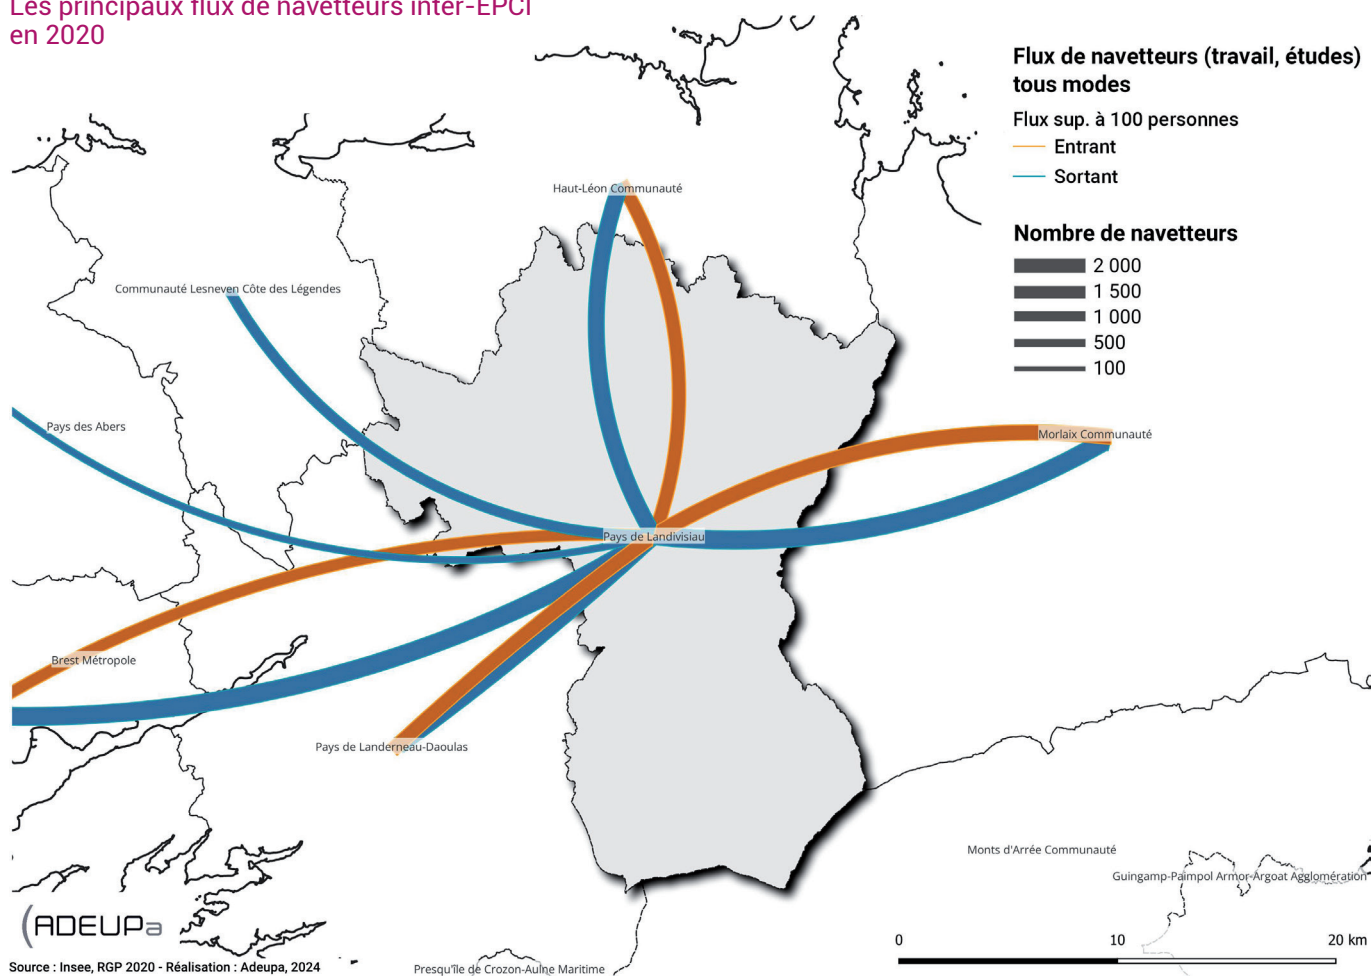 Les principaux flux de navetteurs inter-EPCI
en 2020
Flux de navetteurs (travail, études)
tous modes
Flux sup. à 100 personnes
Entrant
Sortant
Nombre de navetteurs
2 000
1 500
1 000
500
100
Haut-Léon Communauté
Communauté Lesneven Côte des Légendes
Pays des Abers
Morlaix Communauté
Pays de Landivisiau
Brest Métropole
Pays de Landerneau-Daoulas
Monts d'Arrée Communauté
Guingamp-Paimpol Armor-Argoat Agglomération
ADEUPa
0 10 20 km
Source : Insee, RGP 2020 - Réalisation : Adeupa, 2024
Presqu'île de Crozon-Aulne Maritime